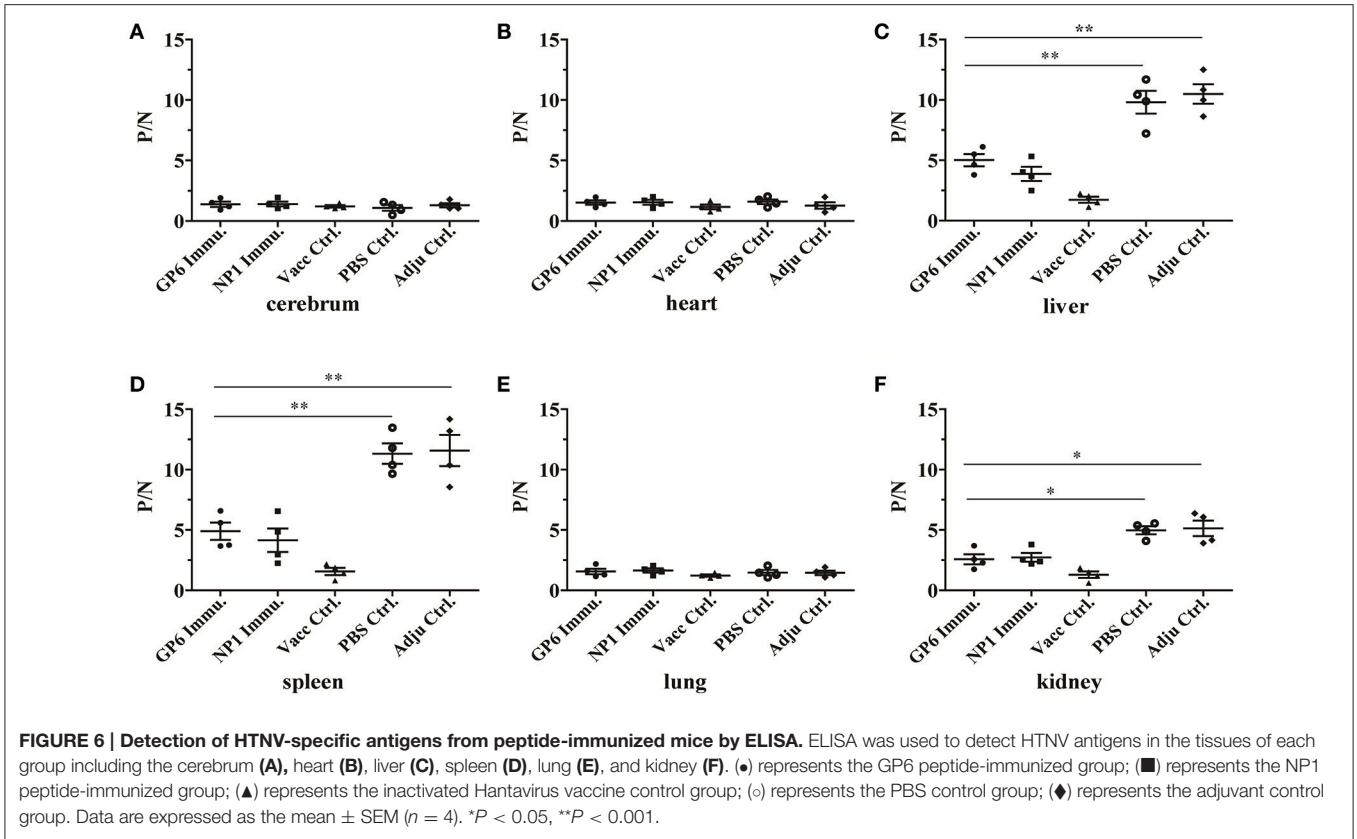 A
15
10
5
0
P/N
GP6 Immu.
NP1 Immu.
Vacc Ctrl.
PBS Ctrl.
Adju Ctrl.
cerebrum
B
15
10
5
0
P/N
GP6 Immu.
NP1 Immu.
Vacc Ctrl.
PBS Ctrl.
Adju Ctrl.
heart
C
**
**
15
10
5
0
P/N
GP6 Immu.
NP1 Immu.
Vacc Ctrl.
PBS Ctrl.
Adju Ctrl.
liver
D
**
**
15
10
5
0
P/N
GP6 Immu.
NP1 Immu.
Vacc Ctrl.
PBS Ctrl.
Adju Ctrl.
spleen
E
15
10
5
0
P/N
GP6 Immu.
NP1 Immu.
Vacc Ctrl.
PBS Ctrl.
Adju Ctrl.
lung
F
*
*
15
10
5
0
P/N
GP6 Immu.
NP1 Immu.
Vacc Ctrl.
PBS Ctrl.
Adju Ctrl.
kidney
FIGURE 6 | Detection of HTNV-specific antigens from peptide-immunized mice by ELISA. ELISA was used to detect HTNV antigens in the tissues of each
group including the cerebrum (A), heart (B), liver (C), spleen (D), lung (E), and kidney (F). (●) represents the GP6 peptide-immunized group; (■) represents the NP1
peptide-immunized group; (▲) represents the inactivated Hantavirus vaccine control group; (○) represents the PBS control group; (◆) represents the adjuvant control
group. Data are expressed as the mean ± SEM (n = 4). *P < 0.05, **P < 0.001.